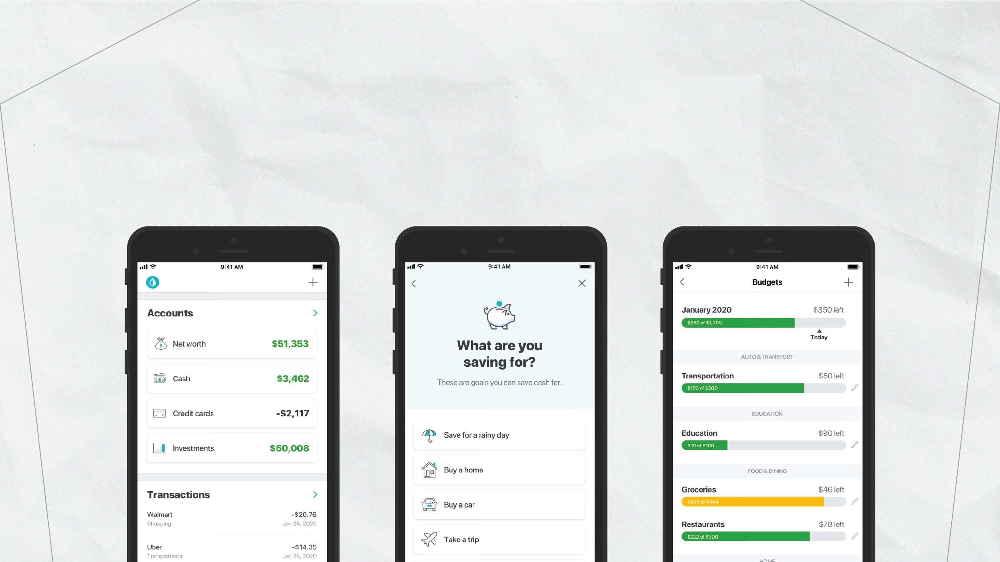 9:41 AM
Accounts
Net worth
$51,353
Cash
$3,462
Credit cards
-$2,117
Investments
$50,008
Transactions
Walmart
-$20.76
Shopping
Jan 24, 2020
Uber
-$14.35
Transportation
Jan 24, 2020
9:41 AM
What are you
saving for?
These are goals you can save cash for.
Save for a rainy day
Buy a home
Buy a car
Take a trip
9:41 AM
Budgets
January 2020
$350 left
$850 of $1,200
Today
AUTO & TRANSPORT
Transportation
$50 left
$150 of $200
EDUCATION
Education
$90 left
$10 of $100
FOOD & DINING
Groceries
$46 left
$438 of $484
Restaurants
$78 left
$222 of $300
HOME